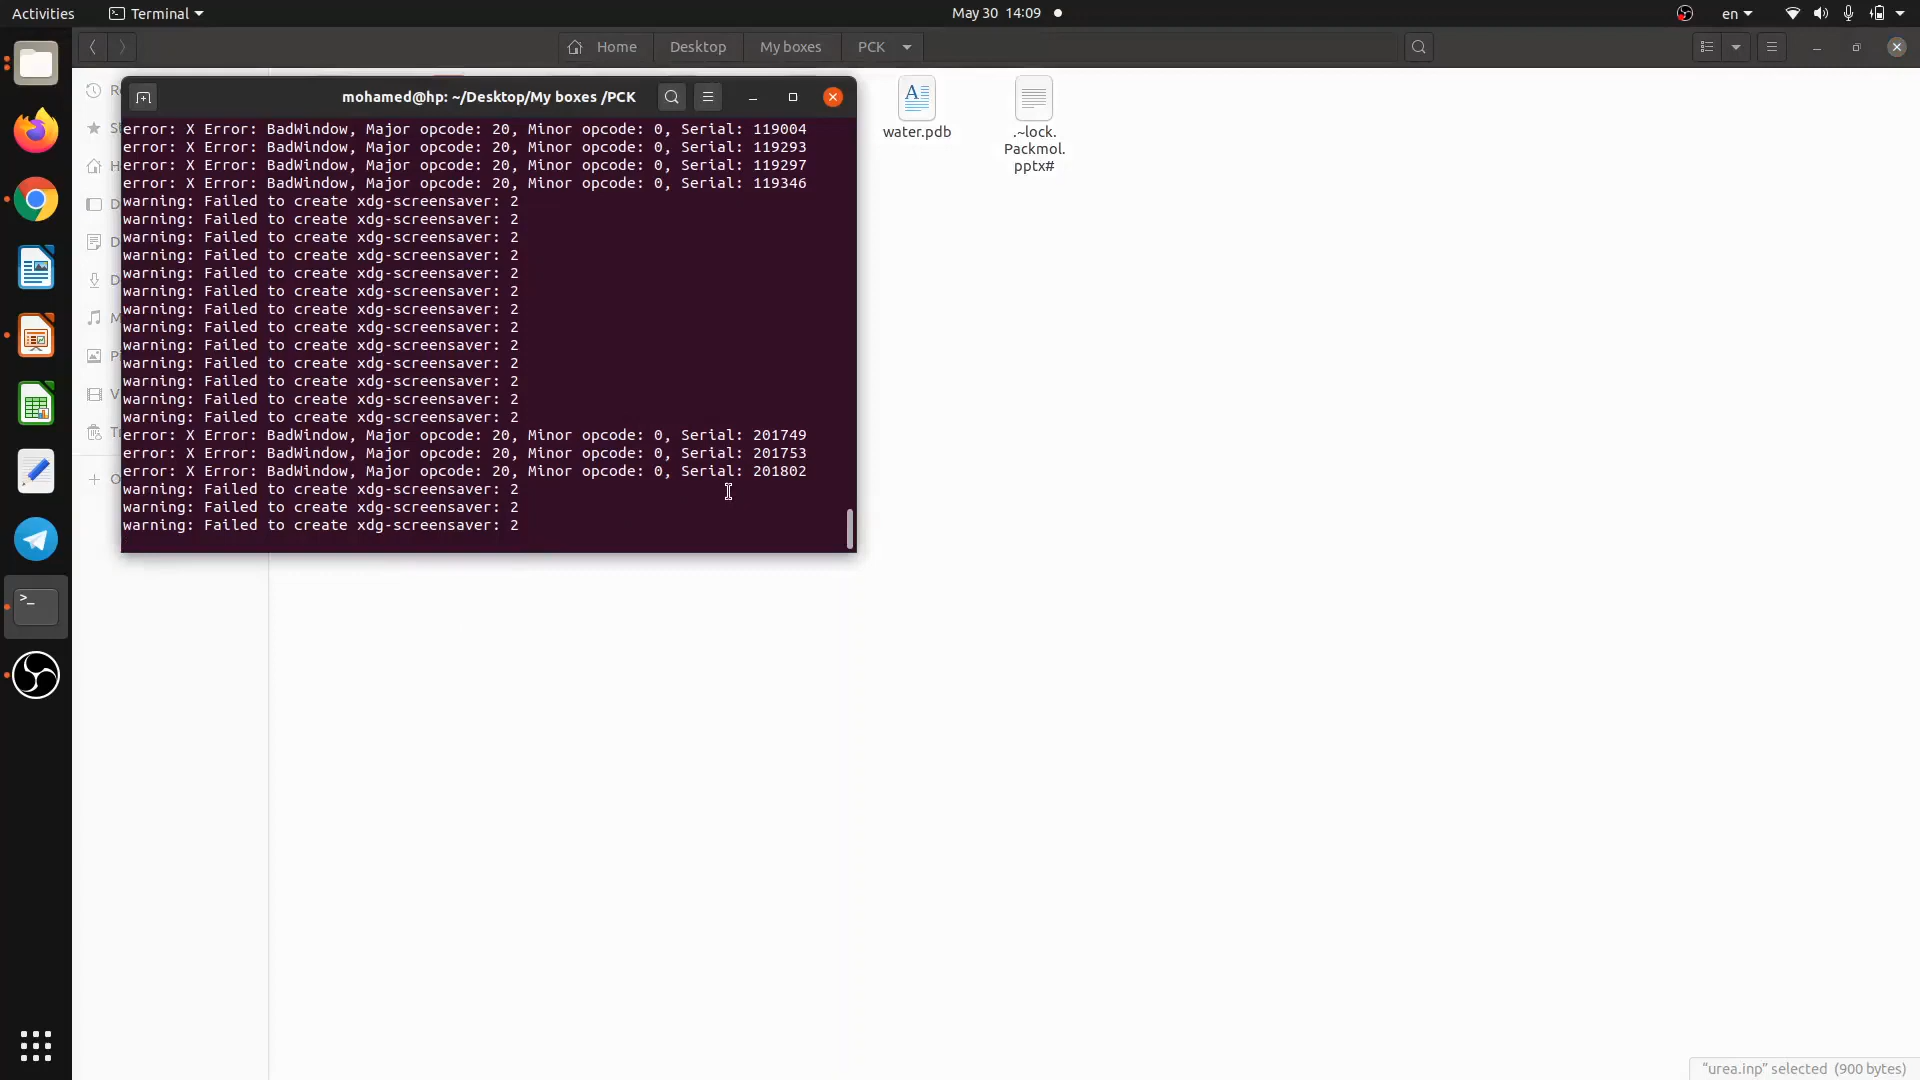 Activities
Terminal
May 30 14:09
en
Home
Desktop
My boxes
PCK
mohamed@hp: ~/Desktop/My boxes /PCK
error: X Error: BadWindow, Major opcode: 20, Minor opcode: 0, Serial: 119004
error: X Error: BadWindow, Major opcode: 20, Minor opcode: 0, Serial: 119293
error: X Error: BadWindow, Major opcode: 20, Minor opcode: 0, Serial: 119297
error: X Error: BadWindow, Major opcode: 20, Minor opcode: 0, Serial: 119346
warning: Failed to create xdg-screensaver: 2
warning: Failed to create xdg-screensaver: 2
warning: Failed to create xdg-screensaver: 2
warning: Failed to create xdg-screensaver: 2
warning: Failed to create xdg-screensaver: 2
warning: Failed to create xdg-screensaver: 2
warning: Failed to create xdg-screensaver: 2
warning: Failed to create xdg-screensaver: 2
warning: Failed to create xdg-screensaver: 2
warning: Failed to create xdg-screensaver: 2
warning: Failed to create xdg-screensaver: 2
warning: Failed to create xdg-screensaver: 2
warning: Failed to create xdg-screensaver: 2
error: X Error: BadWindow, Major opcode: 20, Minor opcode: 0, Serial: 201749
error: X Error: BadWindow, Major opcode: 20, Minor opcode: 0, Serial: 201753
error: X Error: BadWindow, Major opcode: 20, Minor opcode: 0, Serial: 201802
warning: Failed to create xdg-screensaver: 2
warning: Failed to create xdg-screensaver: 2
warning: Failed to create xdg-screensaver: 2
water.pdb
.~lock.
Packmol.
pptx#
"urea.inp" selected (900 bytes)